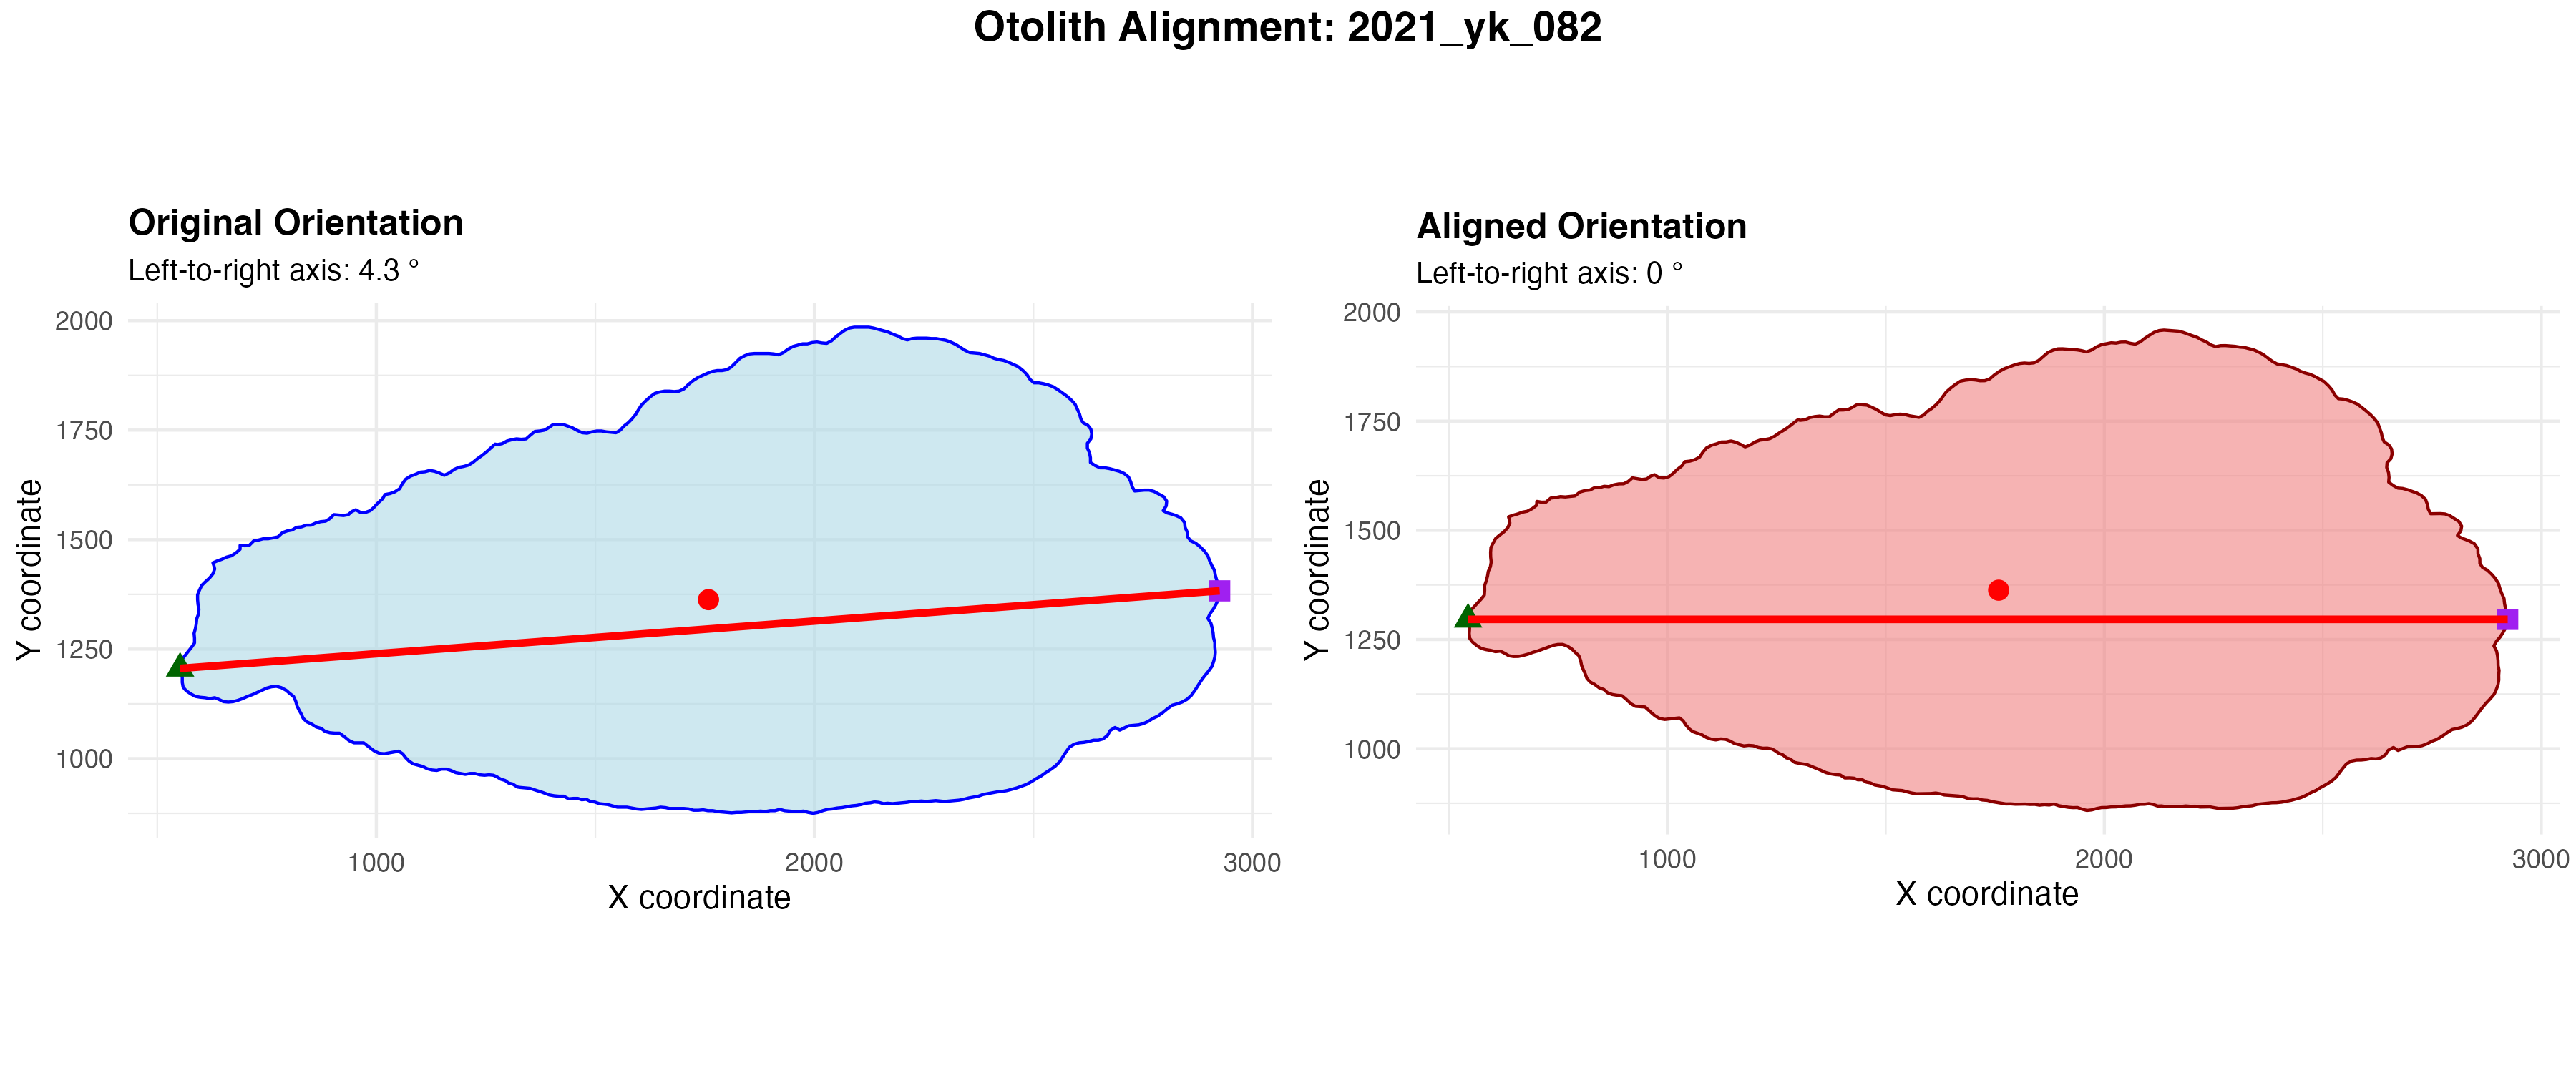 Otolith Alignment: 2021_yk_082
Original Orientation
Left-to-right axis: 4.3 °
2000
1750
1500
1250
1000
Y coordinate
1000
2000
3000
X coordinate
Aligned Orientation
Left-to-right axis: 0 °
2000
1750
1500
1250
1000
Y coordinate
1000
2000
3000
X coordinate